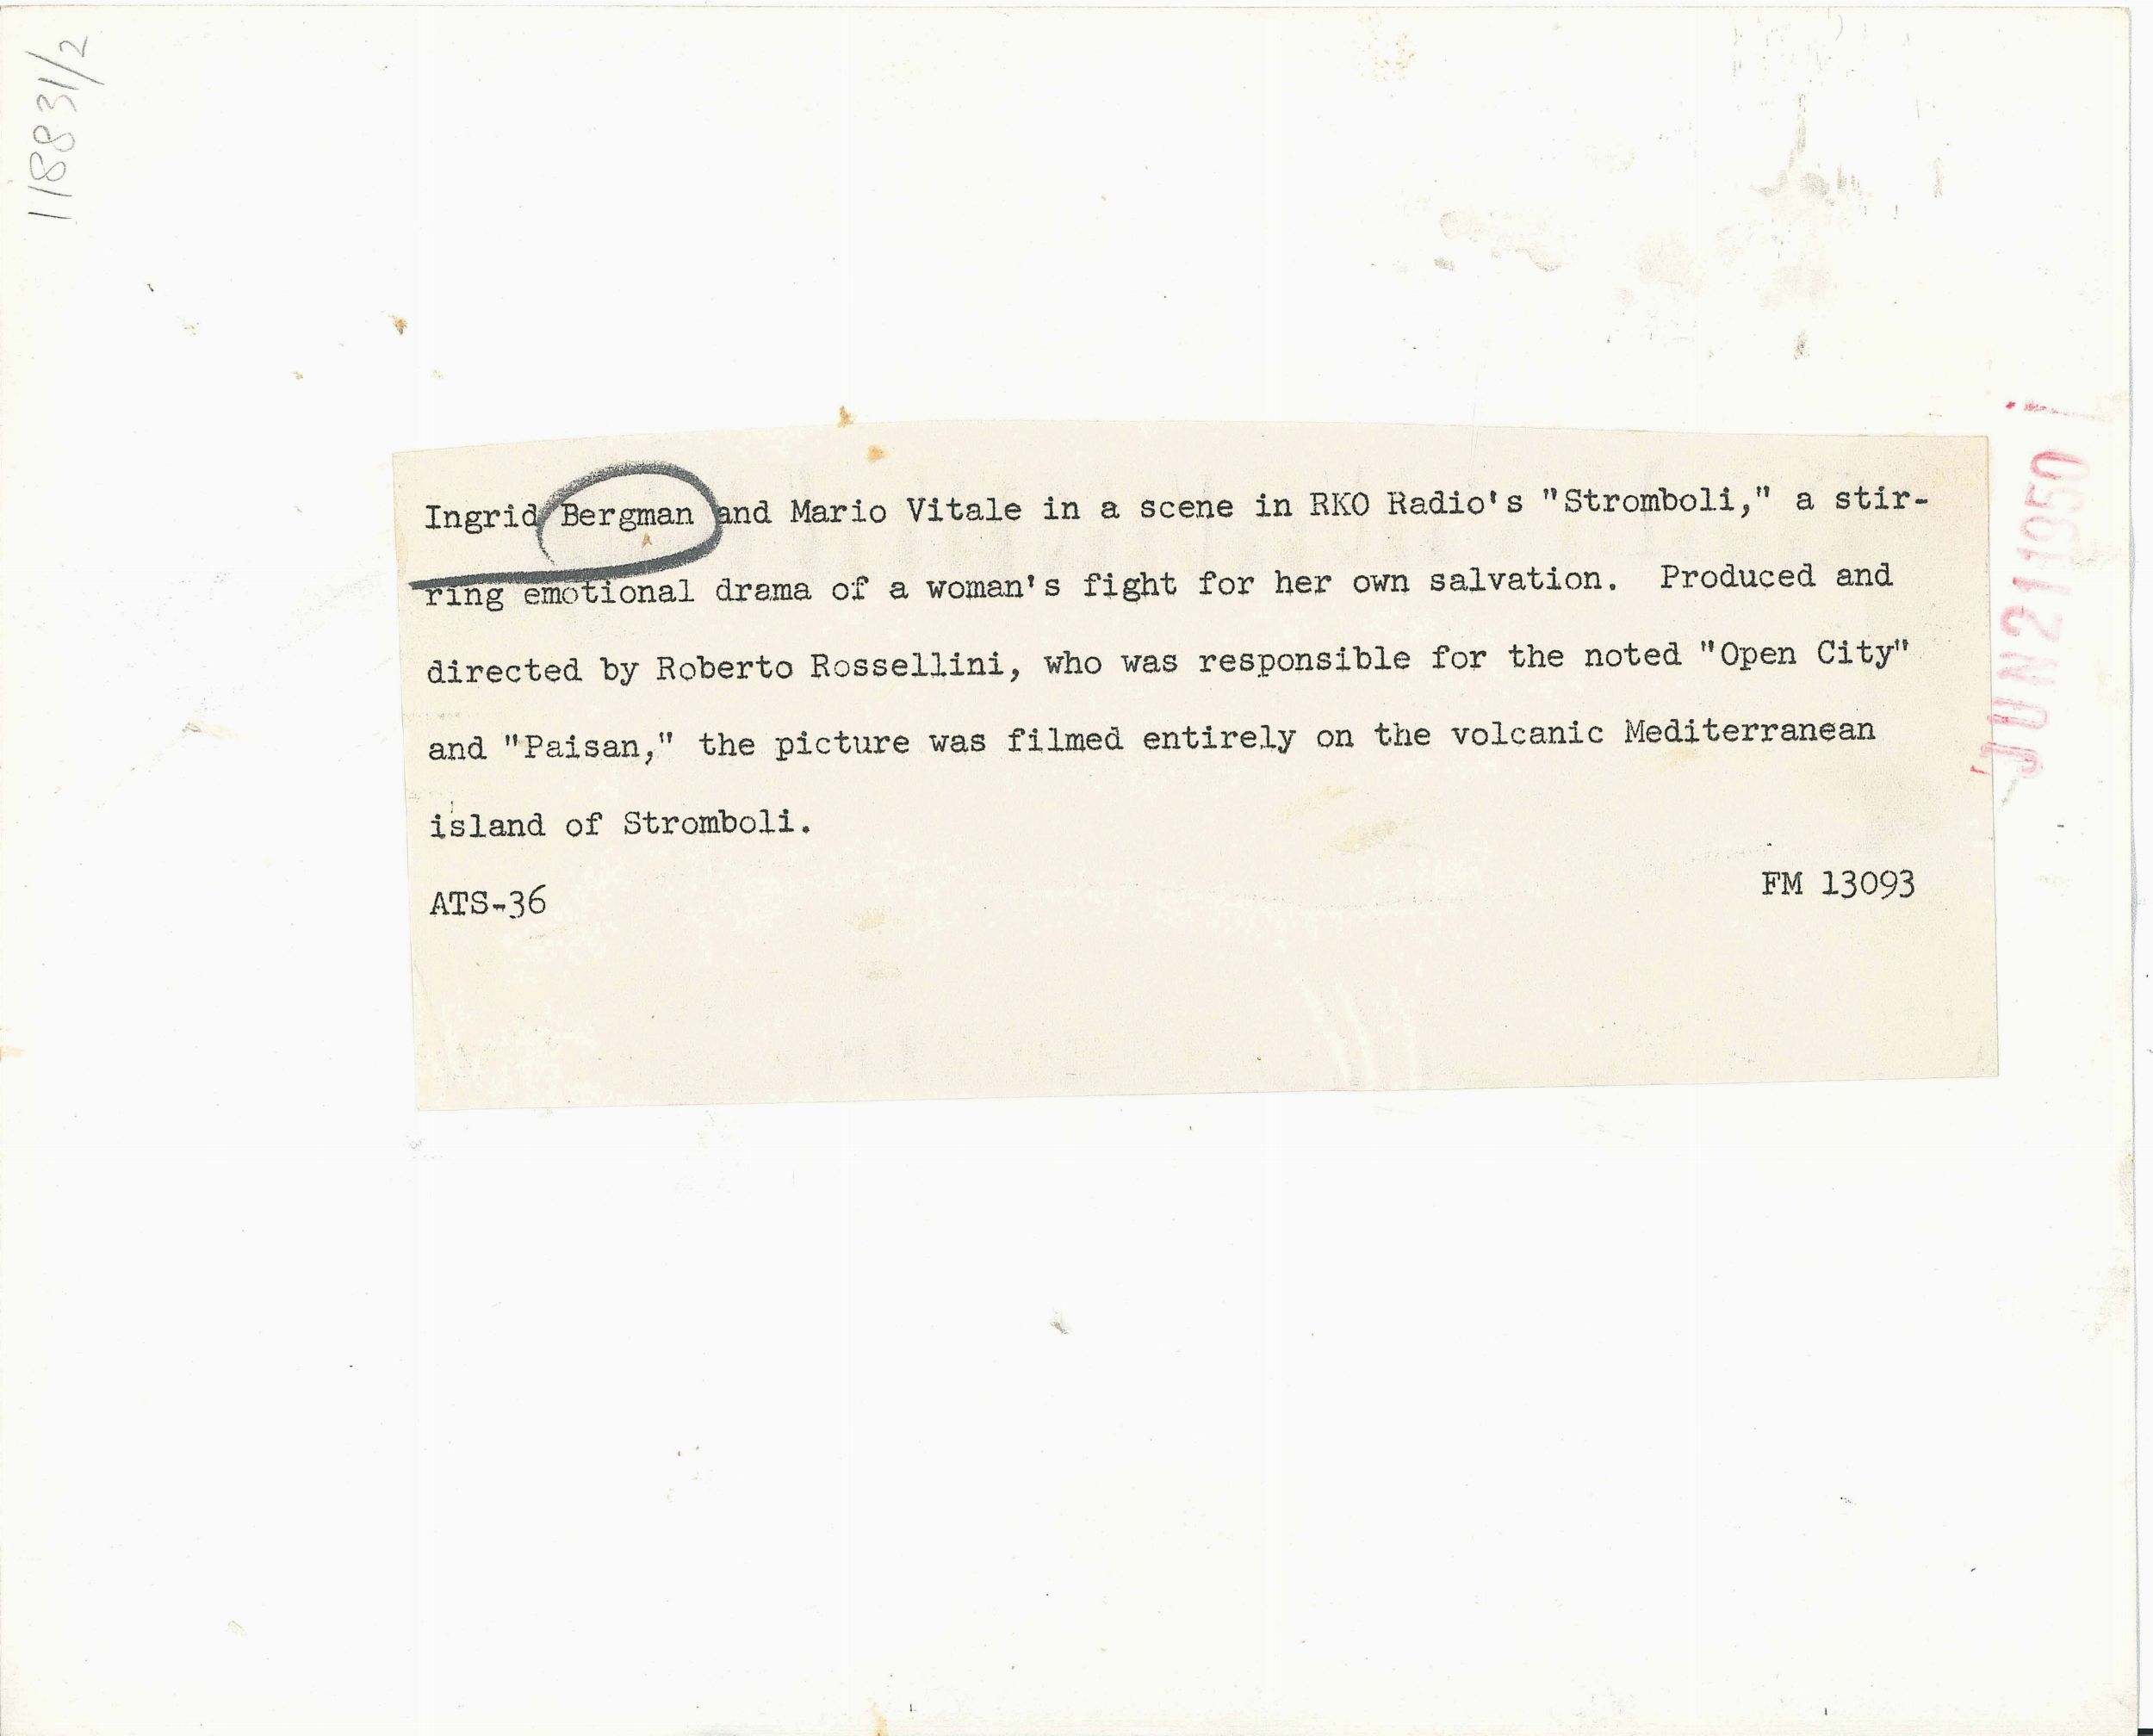 118831/2
Ingrid Bergman and Mario Vitale in a scene in RKO Radio's "Stromboli," a stir-
ring emotional drama of a woman's fight for her own salvation.  Produced and
directed by Roberto Rossellini, who was responsible for the noted "Open City"
and "Paisan," the picture was filmed entirely on the volcanic Mediterranean
island of Stromboli.
ATS-36
FM 13093
JUN 21 1950